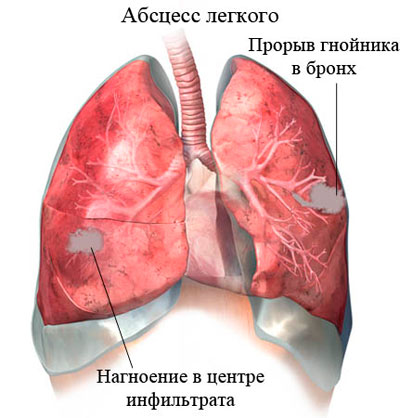 Абсцесс легкого
Прорыв гнойника
в бронх
Нагноение в центре
инфильтрата